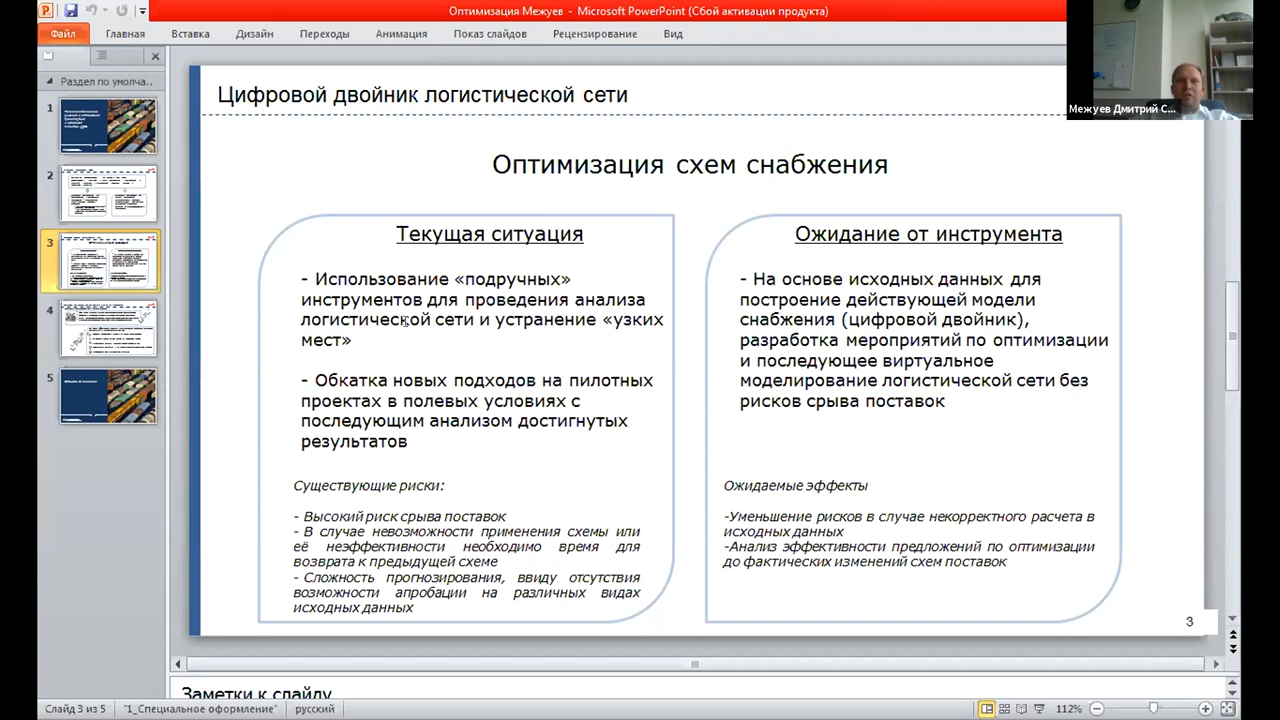 Оптимизация Межуев - Microsoft PowerPoint (Сбой активации продукта)
Файл
Главная
Вставка
Дизайн
Переходы
Анимация
Показ слайдов
Рецензирование
Вид
Межуев Дмитрий С...
Раздел по умолча...
1
2
3
4
5
Цифровой двойник логистической сети
Оптимизация схем снабжения
Текущая ситуация
- Использование «подручных»
инструментов для проведения анализа
логистической сети и устранение «узких
мест»
- Обкатка новых подходов на пилотных
проектах в полевых условиях с
последующим анализом достигнутых
результатов
Существующие риски:
- Высокий риск срыва поставок
- В случае невозможности применения схемы или
её неэффективности необходимо время для
возврата к предыдущей схеме
- Сложность прогнозирования, ввиду отсутствия
возможности апробации на различных видах
исходных данных
Ожидание от инструмента
- На основе исходных данных для
построение действующей модели
снабжения (цифровой двойник),
разработка мероприятий по оптимизации
и последующее виртуальное
моделирование логистической сети без
рисков срыва поставок
Ожидаемые эффекты
-Уменьшение рисков в случае некорректного расчета в
исходных данных
-Анализ эффективности предложений по оптимизации
до фактических изменений схем поставок
3
Заметки к слайду
Слайд 3 из 5
"1_Специальное оформление"
русский
112%